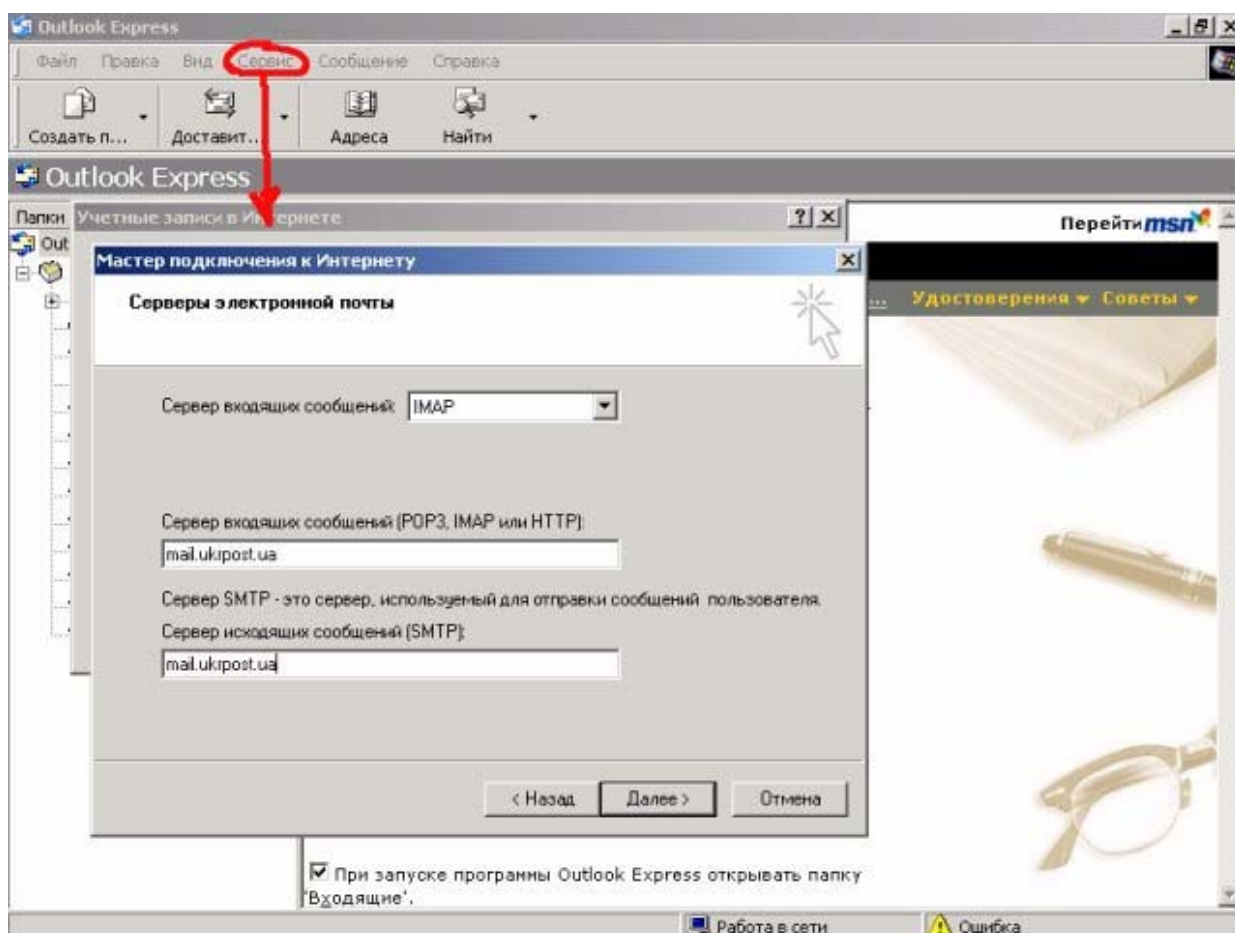 Outlook Express
Файл Правка Вид Сервис Сообщение Справка
Создать п... Доставит... Адреса Найти
Outlook Express
Папки
Учетные записи в Интернете
Перейти msn
Out
Мастер подключения к Интернету
Серверы электронной почты
... Удостоверения Советы
Сервер входящих сообщений: IMAP
Сервер входящих сообщений (POP3, IMAP или HTTP):
mail.ukrpost.ua
Сервер SMTP - это сервер, используемый для отправки сообщений пользователя.
Сервер исходящих сообщений (SMTP):
mail.ukrpost.ua
< Назад Далее > Отмена
При запуске программы Outlook Express открывать папку
'Входящие'.
Работа в сети Ошибка